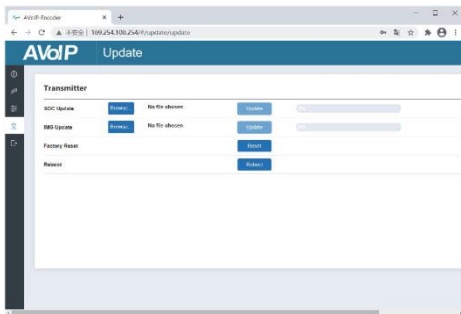 AVoIP-Encoder
不安全 | 169.254.108.254/#/update/update
AVoIP Update
Transmitter
SOC Update Browse... No file chosen Update
IMG Update Browse... No file chosen Update
Factory Reset Reset
Reboot Reboot